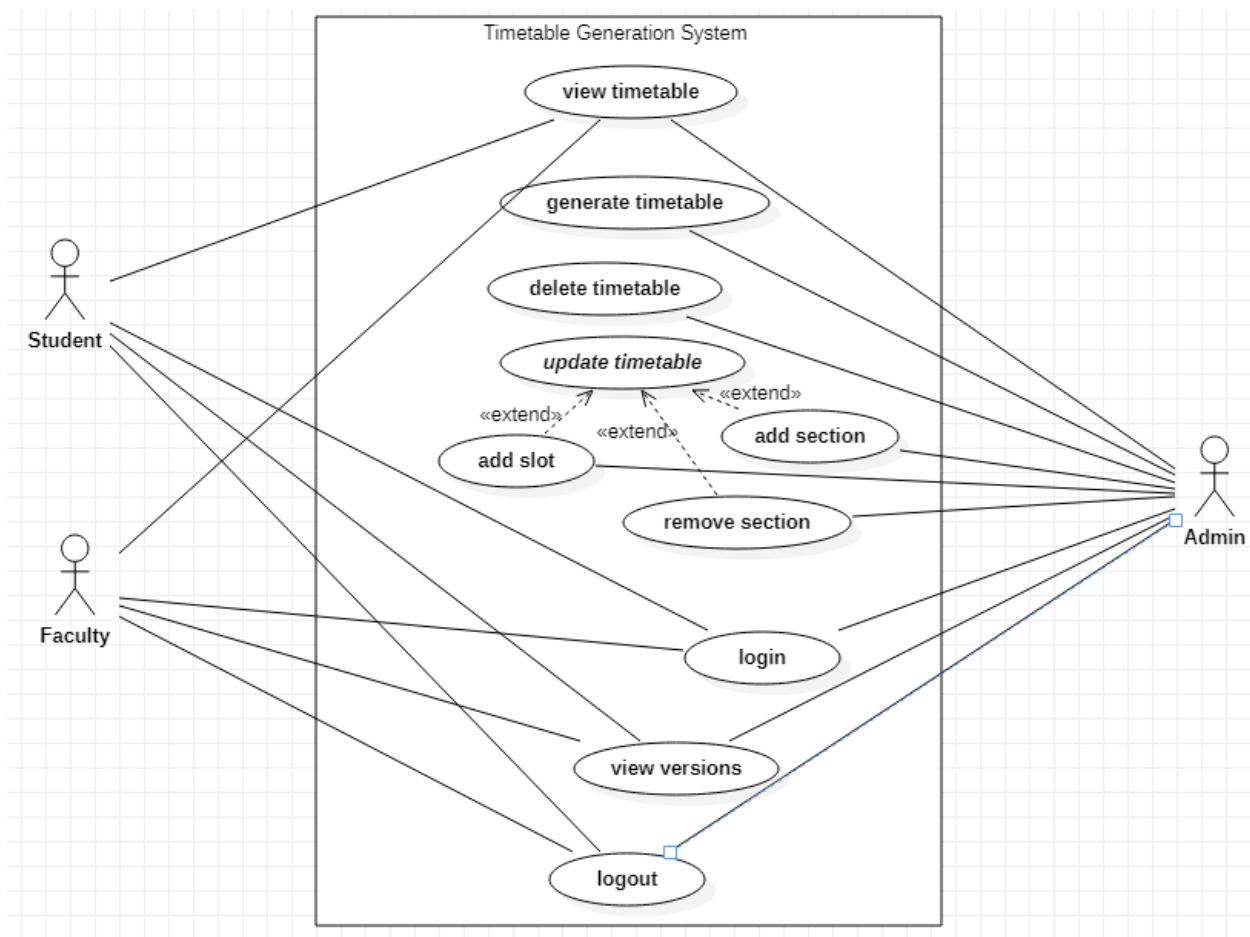 Timetable Generation System
view timetable
generate timetable
delete timetable
Student
update timetable
«extend»
«extend»
«extend»
add section
add slot
remove section
Admin
Faculty
login
view versions
logout